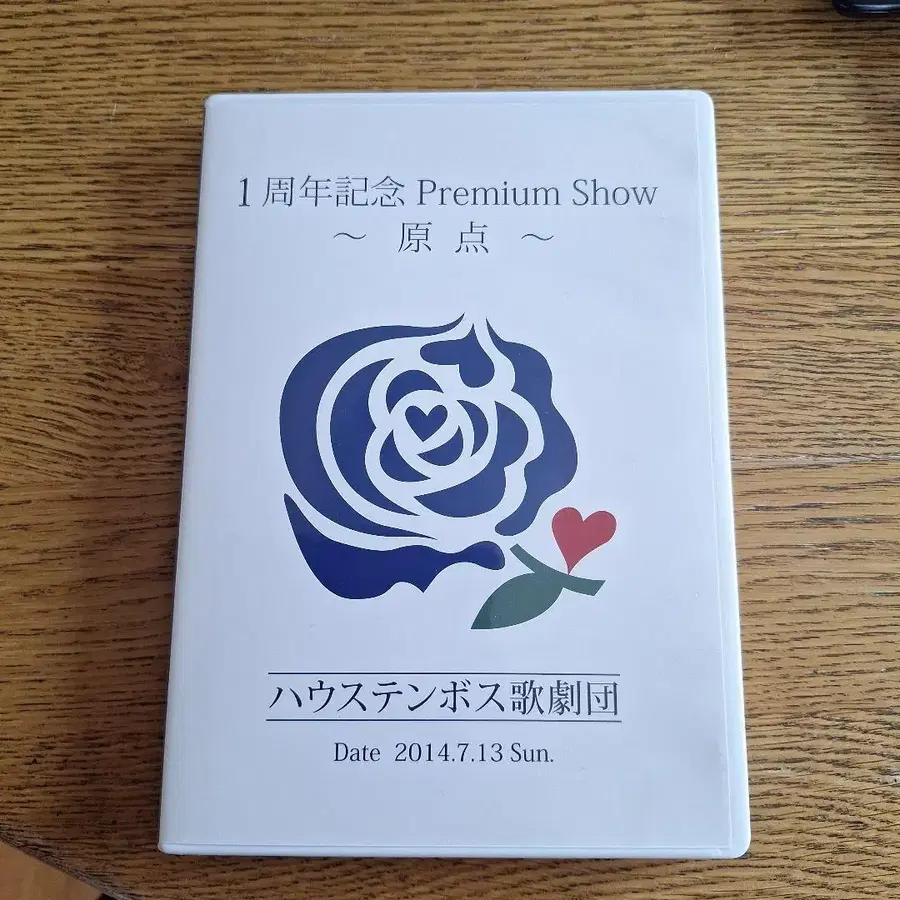 1周年記念 Premium Show
～ 原 点 ～
ハウステンボス歌劇団
Date 2014.7.13 Sun.